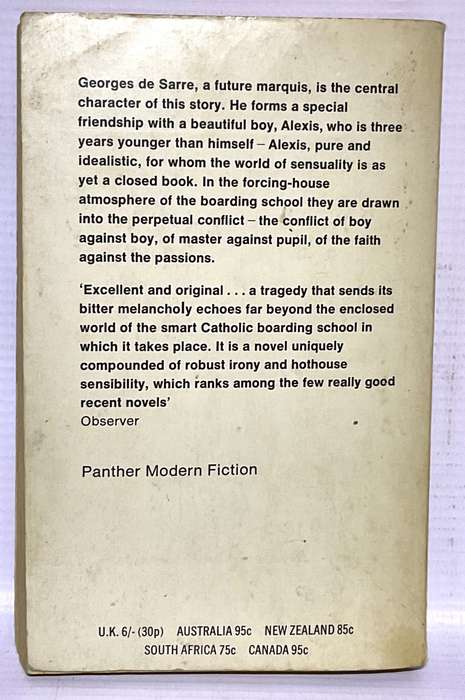 Georges de Sarre, a future marquis, is the central
character of this story. He forms a special
friendship with a beautiful boy, Alexis, who is three
years younger than himself – Alexis, pure and
idealistic, for whom the world of sensuality is as
yet a closed book. In the forcing-house
atmosphere of the boarding school they are drawn
into the perpetual conflict – the conflict of boy
against boy, of master against pupil, of the faith
against the passions.
‘Excellent and original . . . a tragedy that sends its
bitter melancholy echoes far beyond the enclosed
world of the smart Catholic boarding school in
which it takes place. It is a novel uniquely
compounded of robust irony and hothouse
sensibility, which ranks among the few really good
recent novels’
Observer
Panther Modern Fiction
U.K. 6/- (30p) AUSTRALIA 95c NEW ZEALAND 85c
SOUTH AFRICA 75c CANADA 95c